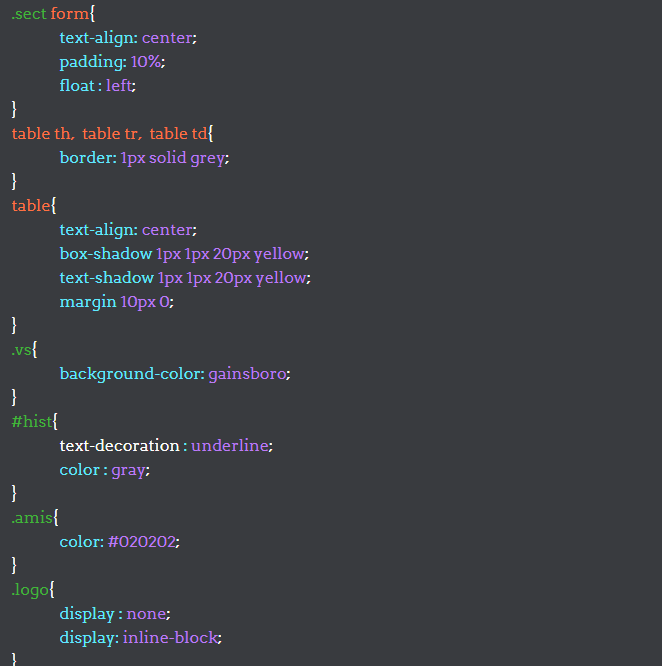 .sect form{
text-align: center;
padding: 10%;
float : left;
}
table th, table tr, table td{
border: 1px solid grey;
}
table{
text-align: center;
box-shadow 1px 1px 20px yellow;
text-shadow 1px 1px 20px yellow;
margin 10px 0;
}
.vs{
background-color: gainsboro;
}
#hist{
text-decoration : underline;
color : gray;
}
.amis{
color: #020202;
}
.logo{
display : none;
display: inline-block;
}